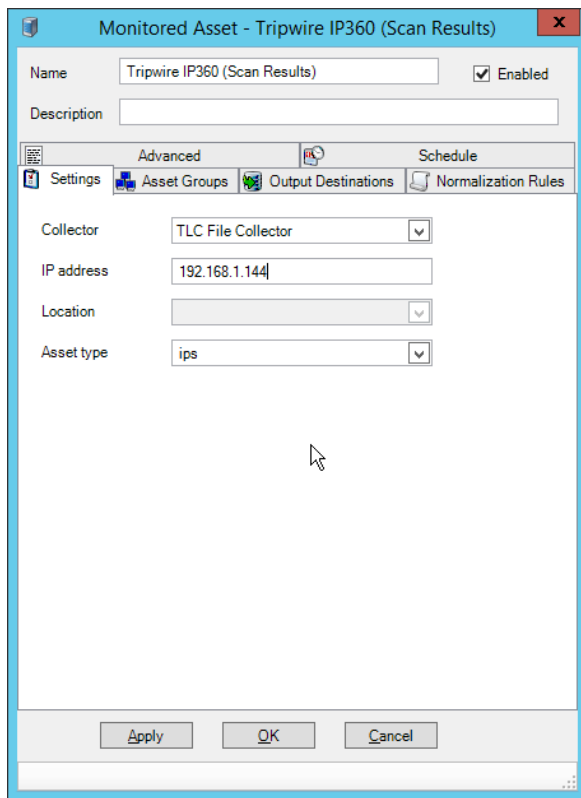 Monitored Asset - Tripwire IP360 (Scan Results)
x
Name Tripwire IP360 (Scan Results) Enabled
Description
Advanced Schedule
Settings Asset Groups Output Destinations Normalization Rules
Collector TLC File Collector
IP address 192.168.1.144
Location
Asset type ips
Apply OK Cancel